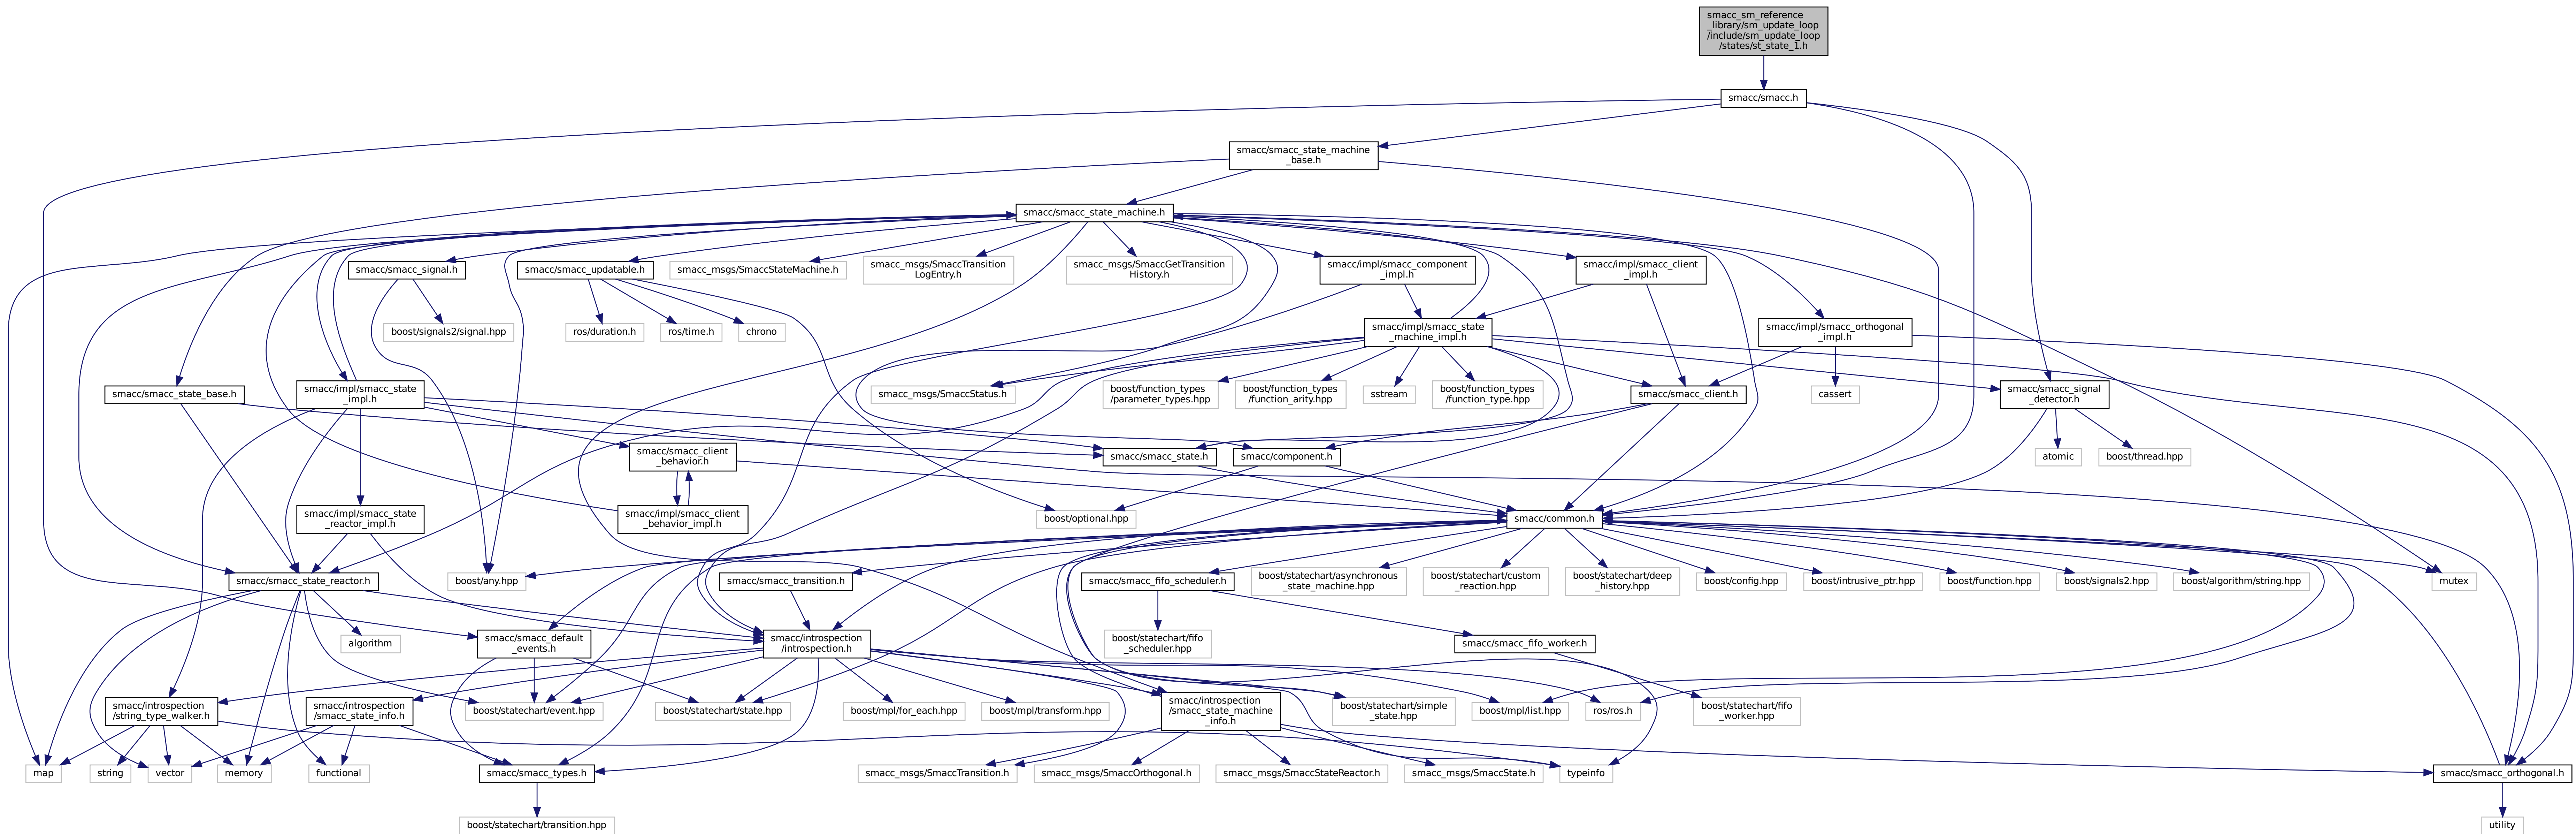 smacc_sm_reference
_library/sm_update_loop
/include/sm_update_loop
/states/st_state_1.h
smacc/smacc.h
smacc/smacc_state_machine
_base.h
smacc/smacc_state_machine.h
smacc/smacc_signal.h
smacc/smacc_updatable.h
smacc_msgs/SmaccStateMachine.h
smacc_msgs/SmaccTransition
LogEntry.h
smacc_msgs/SmaccGetTransition
History.h
smacc/impl/smacc_component
_impl.h
smacc/impl/smacc_client
_impl.h
boost/signals2/signal.hpp
ros/duration.h
ros/time.h
chrono
smacc/impl/smacc_state
_machine_impl.h
smacc/impl/smacc_orthogonal
_impl.h
smacc/smacc_state_base.h
smacc/impl/smacc_state
_impl.h
smacc_msgs/SmaccStatus.h
boost/function_types
/parameter_types.hpp
boost/function_types
/function_arity.hpp
sstream
boost/function_types
/function_type.hpp
smacc/smacc_client.h
cassert
smacc/smacc_signal
_detector.h
smacc/smacc_client
_behavior.h
smacc/smacc_state.h
smacc/component.h
atomic
boost/thread.hpp
smacc/impl/smacc_state
_reactor_impl.h
smacc/impl/smacc_client
_behavior_impl.h
boost/optional.hpp
smacc/common.h
smacc/smacc_state_reactor.h
boost/any.hpp
smacc/smacc_transition.h
smacc/smacc_fifo_scheduler.h
boost/statechart/asynchronous
_state_machine.hpp
boost/statechart/custom
_reaction.hpp
boost/statechart/deep
_history.hpp
boost/config.hpp
boost/intrusive_ptr.hpp
boost/function.hpp
boost/signals2.hpp
boost/algorithm/string.hpp
mutex
algorithm
smacc/smacc_default
_events.h
smacc/introspection
/introspection.h
boost/statechart/fifo
_scheduler.hpp
smacc/smacc_fifo_worker.h
smacc/introspection
/string_type_walker.h
smacc/introspection
/smacc_state_info.h
boost/statechart/event.hpp
boost/statechart/state.hpp
boost/mpl/for_each.hpp
boost/mpl/transform.hpp
smacc/introspection
/smacc_state_machine
_info.h
boost/statechart/simple
_state.hpp
boost/mpl/list.hpp
ros/ros.h
boost/statechart/fifo
_worker.hpp
map
string
vector
memory
functional
smacc/smacc_types.h
smacc_msgs/SmaccTransition.h
smacc_msgs/SmaccOrthogonal.h
smacc_msgs/SmaccStateReactor.h
smacc_msgs/SmaccState.h
typeinfo
smacc/smacc_orthogonal.h
boost/statechart/transition.hpp
utility